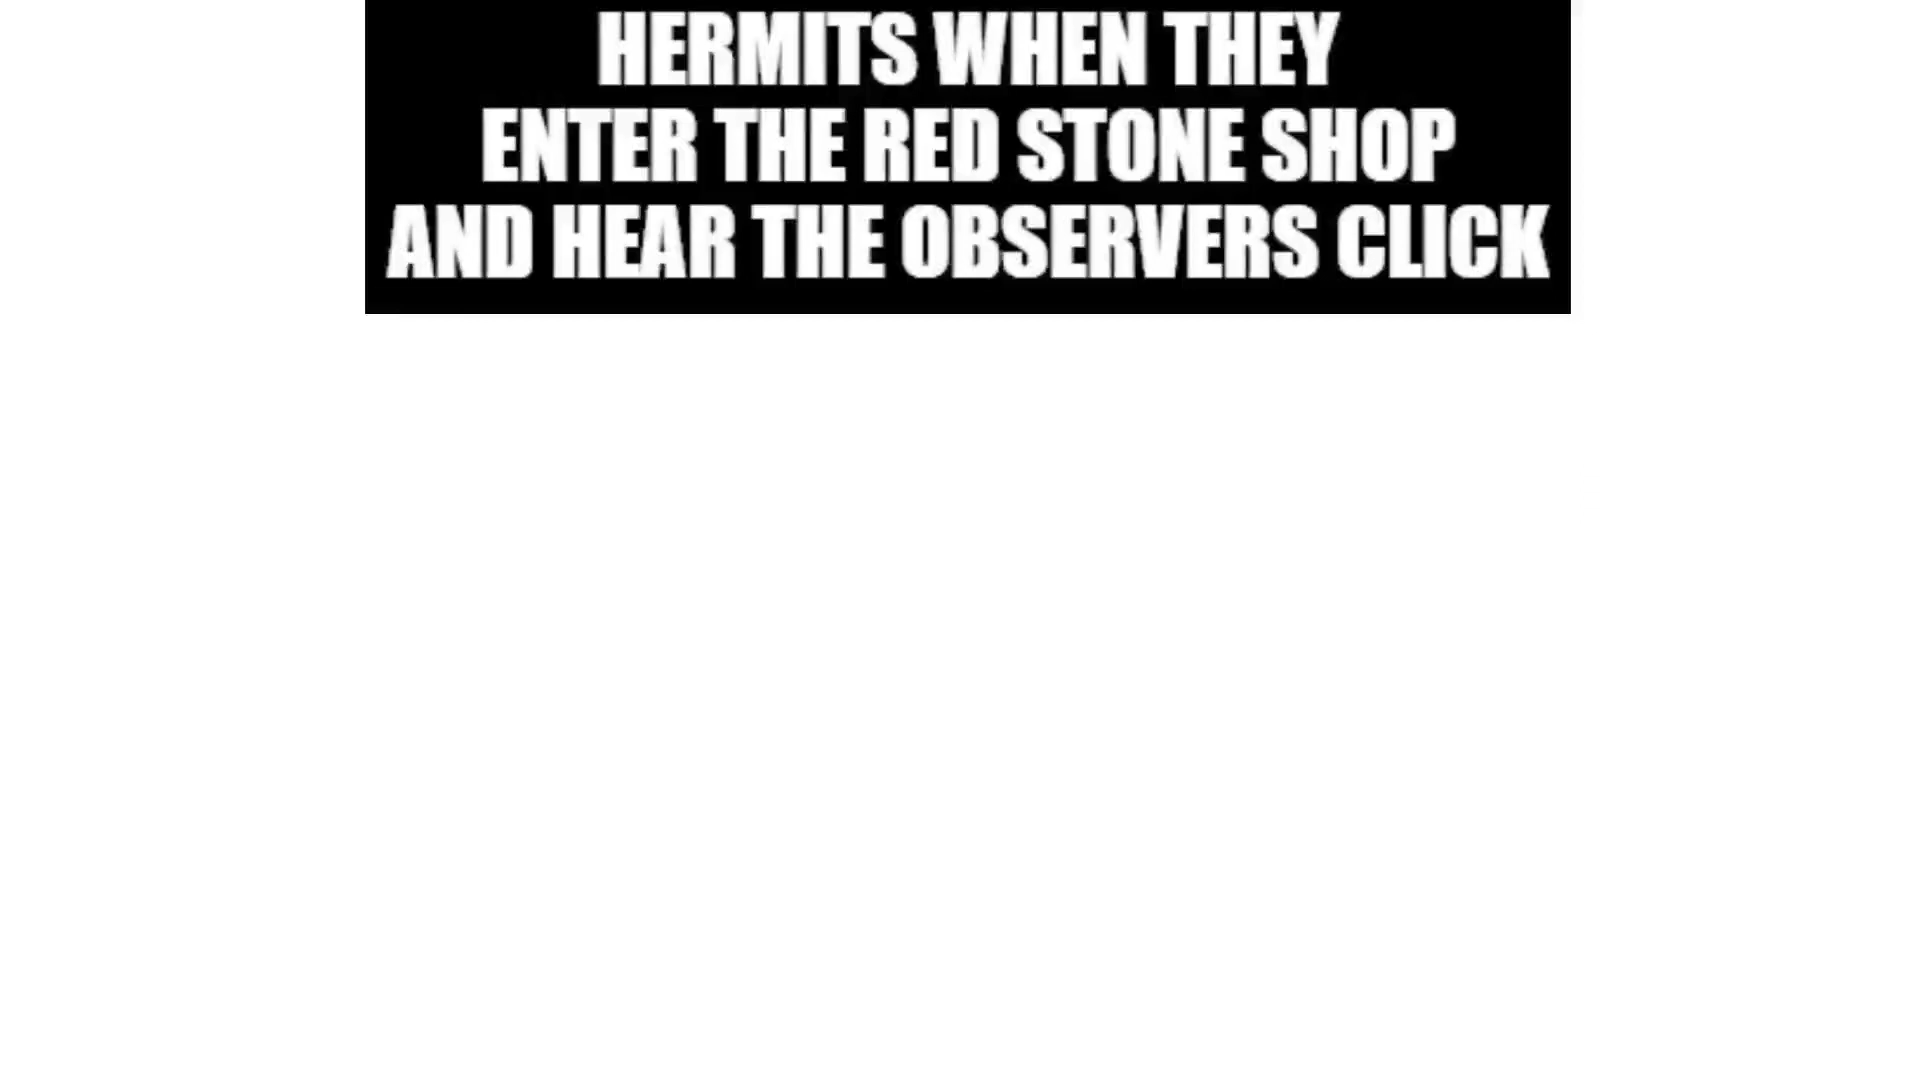 HERMITS WHEN THEY
ENTER THE RED STONE SHOP
AND HEAR THE OBSERVERS CLICK